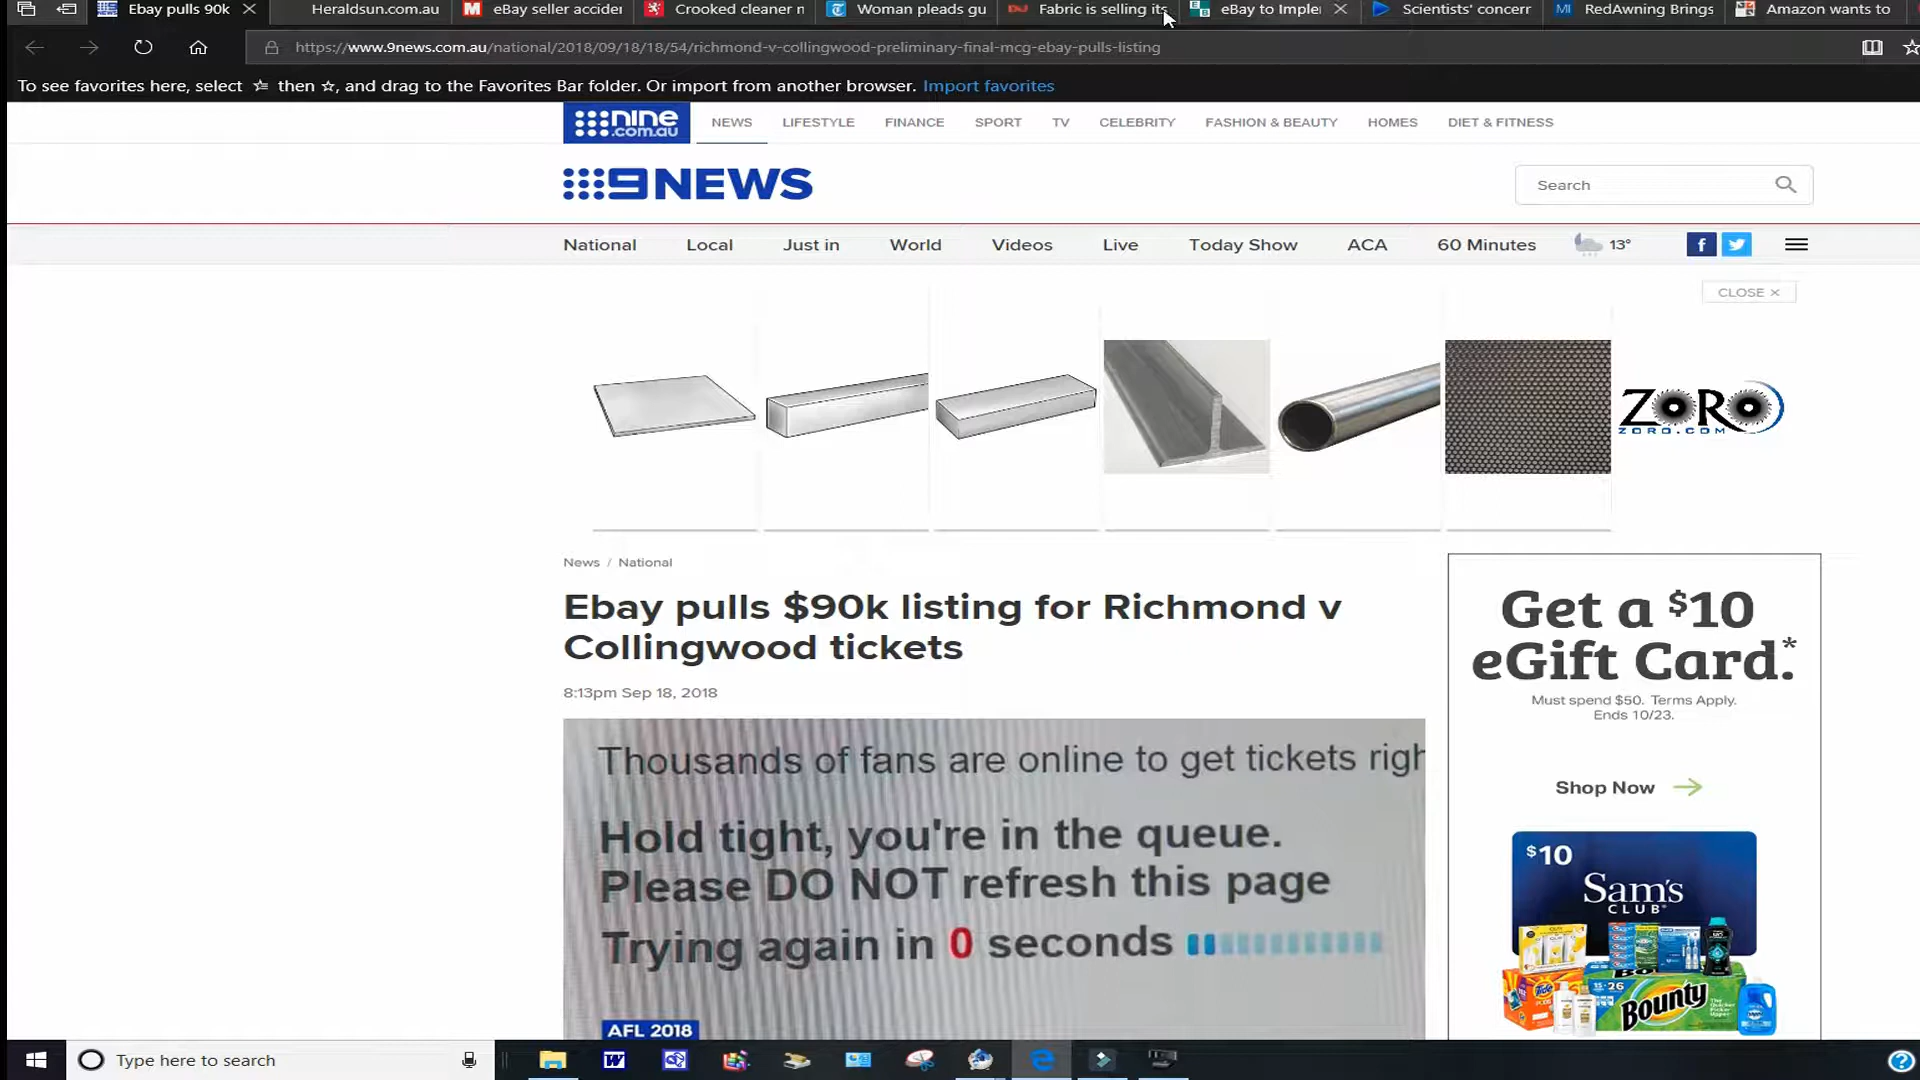 Ebay pulls 90k
Heraldsun.com.au
eBay seller accider
Crooked cleaner r
Woman pleads gu
Fabric is selling its
eBay to Imple
Scientists' concerr
RedAwning Brings
Amazon wants to
https://www.9news.com.au/national/2018/09/18/18/54/richmond-v-collingwood-preliminary-final-mcg-ebay-pulls-listing
To see favorites here, select then ☆, and drag to the Favorites Bar folder. Or import from another browser. Import favorites
nine.com.au
NEWS LIFESTYLE FINANCE SPORT TV CELEBRITY FASHION & BEAUTY HOMES DIET & FITNESS
9NEWS
Search
National Local Just in World Videos Live Today Show ACA 60 Minutes 13°
CLOSE ×
ZORO
ZORO.COM
News / National
Ebay pulls $90k listing for Richmond v
Collingwood tickets
8:13pm Sep 18, 2018
Thousands of fans are online to get tickets righ
Hold tight, you're in the queue.
Please DO NOT refresh this page
Trying again in 0 seconds
AFL 2018
Get a $10
eGift Card.*
Must spend $50. Terms Apply.
Ends 10/23.
Shop Now
$10
Sam's
CLUB
Tide
Bounty
Type here to search